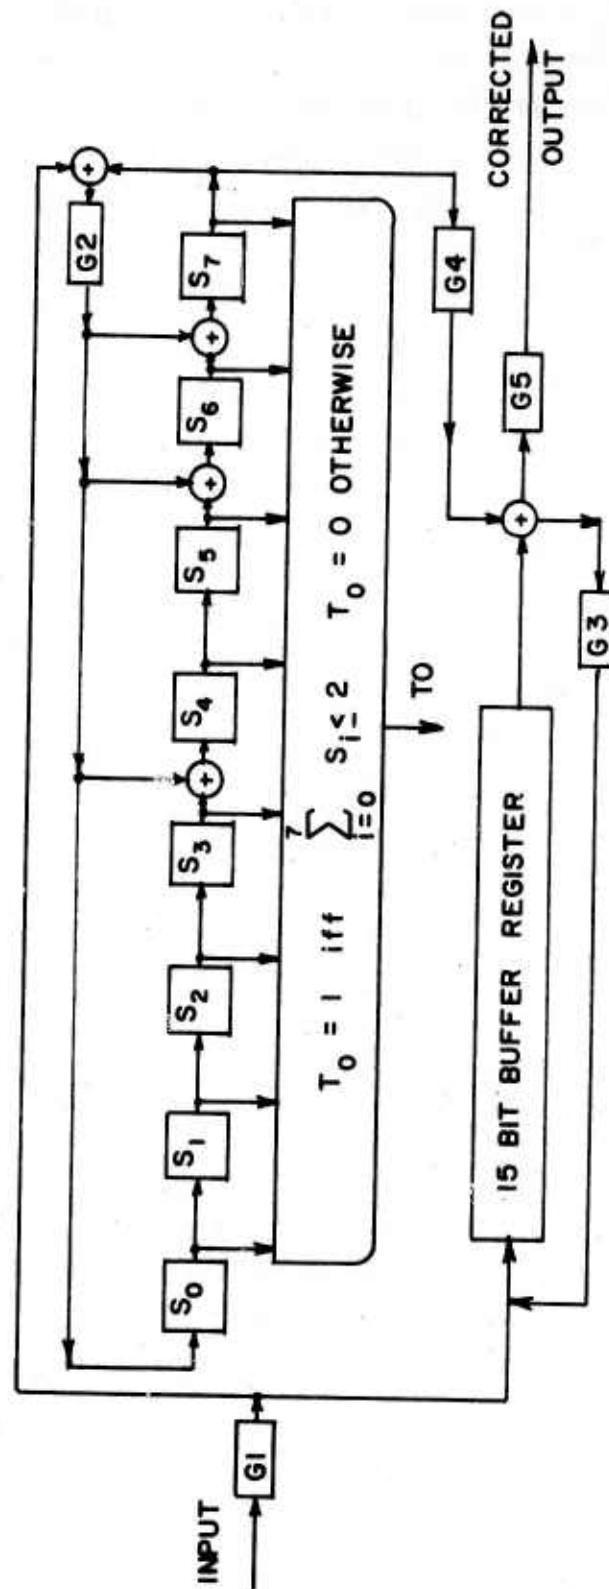 INPUT
G1
G2
S0
S1
S2
S3
S4
S5
S6
S7
+
+
+
+
T0 = 1 iff 7 ∑ i=0 Si ≤ 2 T0 = 0 OTHERWISE
TO
G4
15 BIT BUFFER REGISTER
+
G5
G3
CORRECTED
OUTPUT